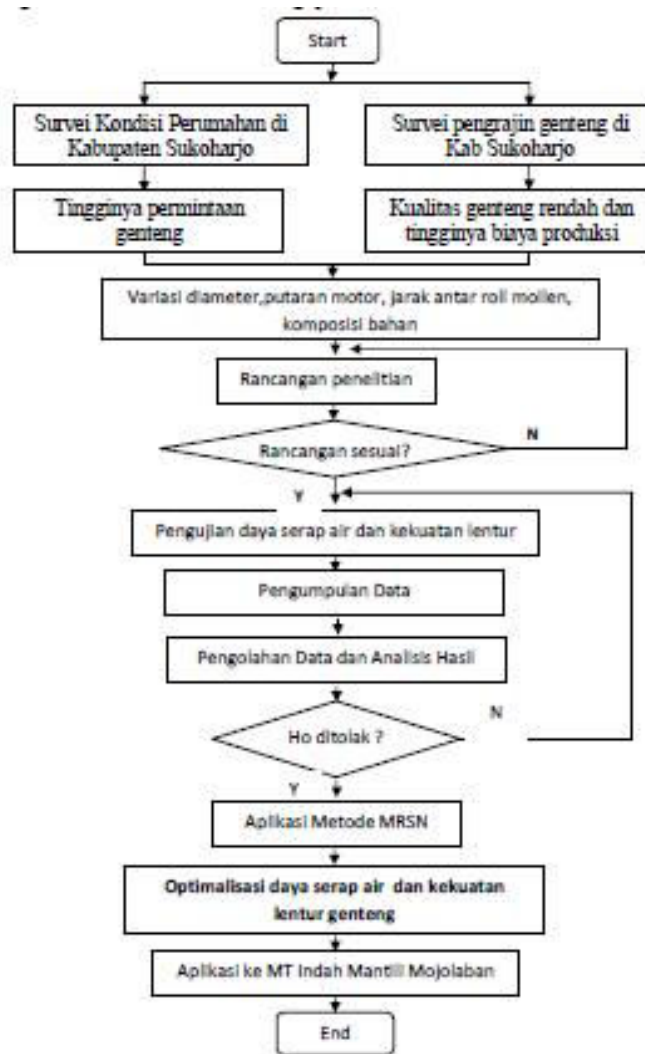 Start
Survei Kondisi Perumahan di
Kabupaten Sukoharjo
Survei pengrajin genteng di
Kab Sukoharjo
Tingginya permintaan
genteng
Kualitas genteng rendah dan
tingginya biaya produksi
Variasi diameter,putaran motor, jarak antar roll mollen,
komposisi bahan
Rancangan penelitian
Rancangan sesuai?
N
Y
Pengujian daya serap air dan kekuatan lentur
Pengumpulan Data
Pengolahan Data dan Analisis Hasil
Ho ditolak ?
N
Y
Aplikasi Metode MRSN
Optimalisasi daya serap air dan kekuatan
lentur genteng
Aplikasi ke MT Indah Mantili Mojolaban
End